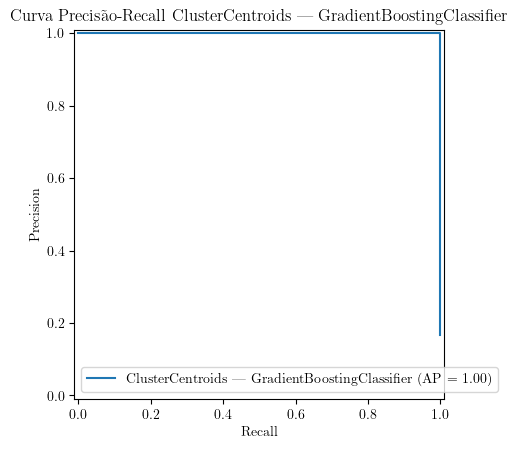 Curva Precisão-Recall ClusterCentroids — GradientBoostingClassifier
1.0
0.8
0.6
0.4
0.2
0.0
Precision
ClusterCentroids — GradientBoostingClassifier (AP = 1.00)
0.0 0.2 0.4 0.6 0.8 1.0
Recall